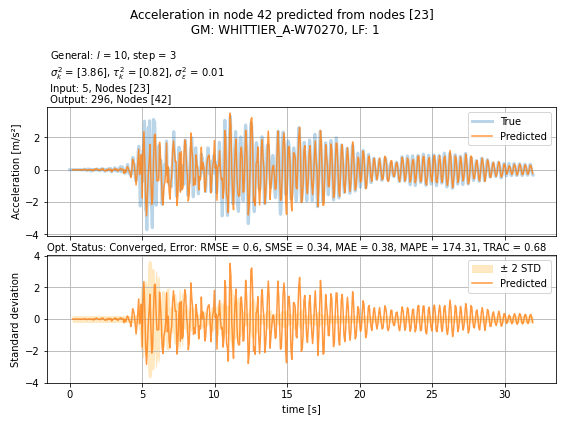 Acceleration in node 42 predicted from nodes [23]
GM: WHITTIER_A-W70270, LF: 1
General: l = 10, step = 3
σ²ₖ = [3.86], τ²ₖ = [0.82], σ²ε = 0.01
Input: 5, Nodes [23]
Output: 296, Nodes [42]
Acceleration [m/s²]
2
0
−2
−4
True
Predicted
Opt. Status: Converged, Error: RMSE = 0.6, SMSE = 0.34, MAE = 0.38, MAPE = 174.31, TRAC = 0.68
Standard deviation
4
2
0
−2
−4
± 2 STD
Predicted
0 5 10 15 20 25 30
time [s]